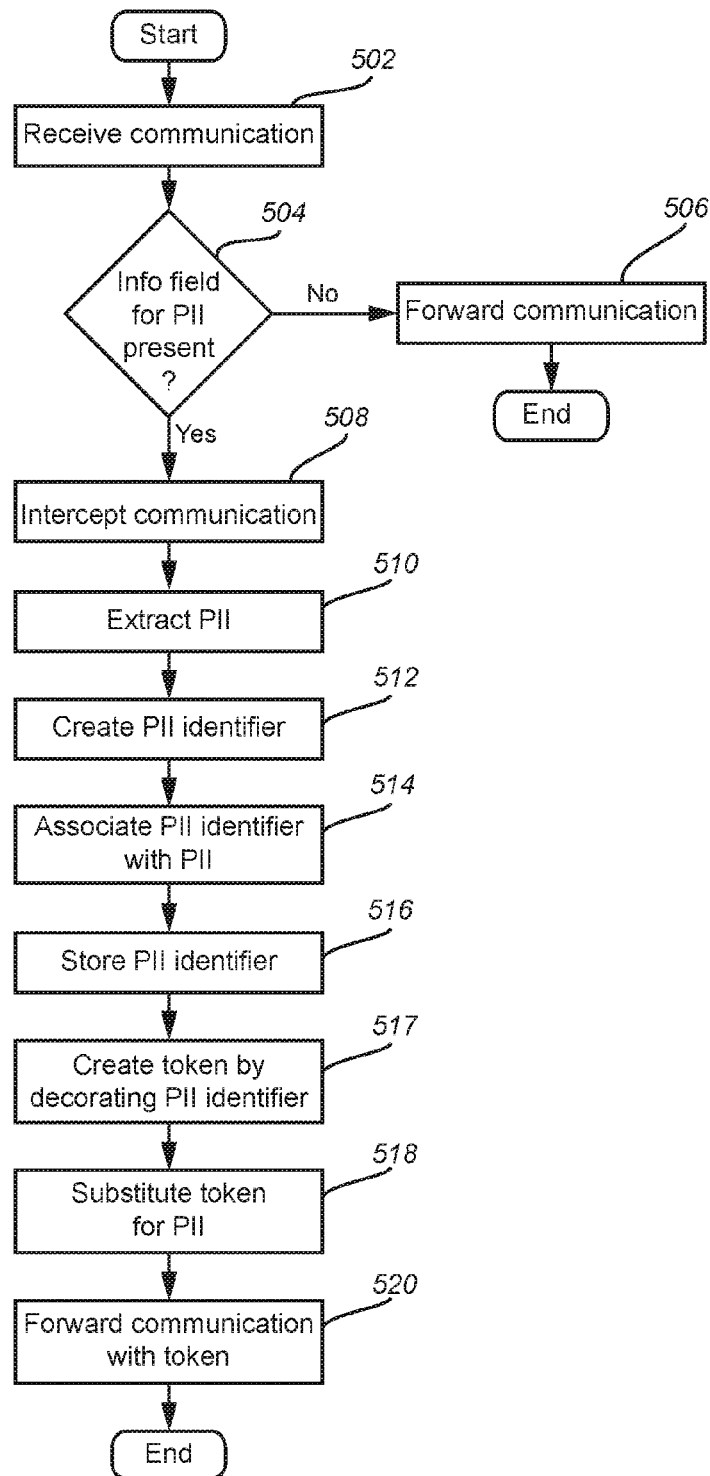 Start
502
Receive communication
504
Info field
for PII
present
?
No
506
Forward communication
End
Yes
508
Intercept communication
510
Extract PII
512
Create PII identifier
514
Associate PII identifier
with PII
516
Store PII identifier
517
Create token by
decorating PII identifier
518
Substitute token
for PII
520
Forward communication
with token
End